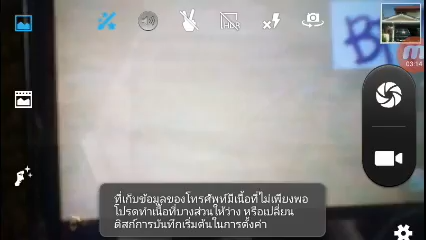 HDR
03:14
ที่เก็บข้อมูลของโทรศัพท์มีเนื้อที่ไม่เพียงพอ
โปรดทำเนื้อที่บางส่วนให้ว่าง หรือเปลี่ยน
ดิสก์การบันทึกเริ่มต้นในการตั้งค่า